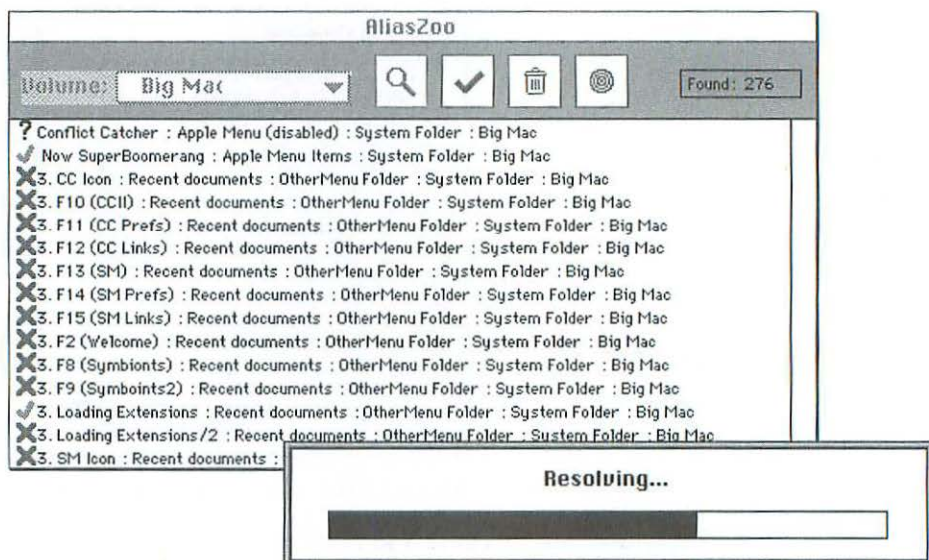 AliasZoo
Volume: Big Mac Found: 276
? Conflict Catcher : Apple Menu (disabled) : System Folder : Big Mac
Now SuperBoomerang : Apple Menu Items : System Folder : Big Mac
3. CC Icon : Recent documents : OtherMenu Folder : System Folder : Big Mac
3. F10 (CCII) : Recent documents : OtherMenu Folder : System Folder : Big Mac
3. F11 (CC Prefs) : Recent documents : OtherMenu Folder : System Folder : Big Mac
3. F12 (CC Links) : Recent documents : OtherMenu Folder : System Folder : Big Mac
3. F13 (SM) : Recent documents : OtherMenu Folder : System Folder : Big Mac
3. F14 (SM Prefs) : Recent documents : OtherMenu Folder : System Folder : Big Mac
3. F15 (SM Links) : Recent documents : OtherMenu Folder : System Folder : Big Mac
3. F2 (Welcome) : Recent documents : OtherMenu Folder : System Folder : Big Mac
3. F8 (Symbionts) : Recent documents : OtherMenu Folder : System Folder : Big Mac
3. F9 (Symboints2) : Recent documents : OtherMenu Folder : System Folder : Big Mac
3. Loading Extensions : Recent documents : OtherMenu Folder : System Folder : Big Mac
3. Loading Extensions/2 : Recent documents : OtherMenu Folder : System Folder : Big Mac
3. SM Icon : Recent documents :
Resolving...